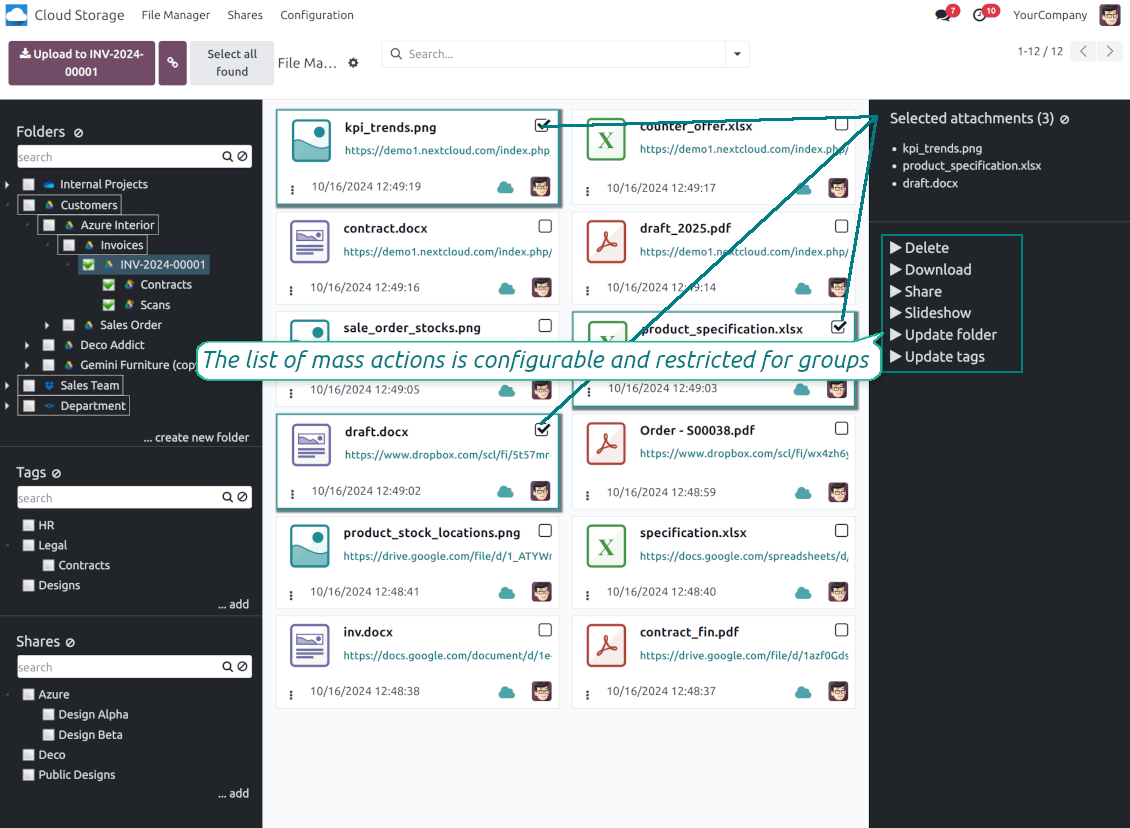 Cloud Storage File Manager Shares Configuration 7 10 YourCompany
Upload to INV-2024-
00001
Select all
found
File Ma...
Search...
1-12 / 12
Folders
search
Internal Projects
Customers
Azure Interior
Invoices
INV-2024-00001
Contracts
Scans
Sales Order
Deco Addict
Gemini Furniture (copy
Sales Team
Department
... create new folder
Tags
search
HR
Legal
Contracts
Designs
... add
Shares
search
Azure
Design Alpha
Design Beta
Deco
Public Designs
... add
kpi_trends.png
https://demo1.nextcloud.com/index.php
10/16/2024 12:49:19
X
counter_offer.xlsx
https://demo1.nextcloud.com/index.php/
10/16/2024 12:49:17
contract.docx
https://demo1.nextcloud.com/index.php/
10/16/2024 12:49:16
draft_2025.pdf
https://demo1.nextcloud.com/index.php/
10/16/2024 12:49:14
sale_order_stocks.png
10/16/2024 12:49:05
product_specification.xlsx
10/16/2024 12:49:03
The list of mass actions is configurable and restricted for groups
draft.docx
https://www.dropbox.com/scl/fi/5t57mr
10/16/2024 12:49:02
Order - S00038.pdf
https://www.dropbox.com/scl/fi/wx4zh6y
10/16/2024 12:48:59
product_stock_locations.png
https://drive.google.com/file/d/1_ATYWr
10/16/2024 12:48:41
X
specification.xlsx
https://docs.google.com/spreadsheets/d/
10/16/2024 12:48:40
inv.docx
https://docs.google.com/document/d/1e-
10/16/2024 12:48:38
contract_fin.pdf
https://drive.google.com/file/d/1azf0Gds
10/16/2024 12:48:37
Selected attachments (3)
• kpi_trends.png
• product_specification.xlsx
• draft.docx
Delete
Download
Share
Slideshow
Update folder
Update tags